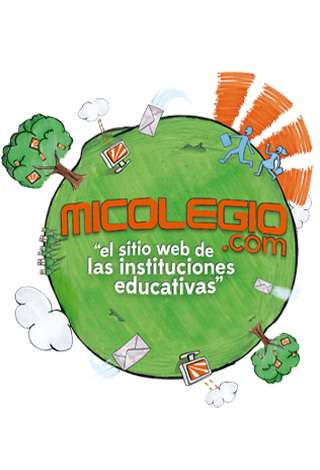 MICOLEGIO
.com
“el sitio web de
las instituciones
educativas”